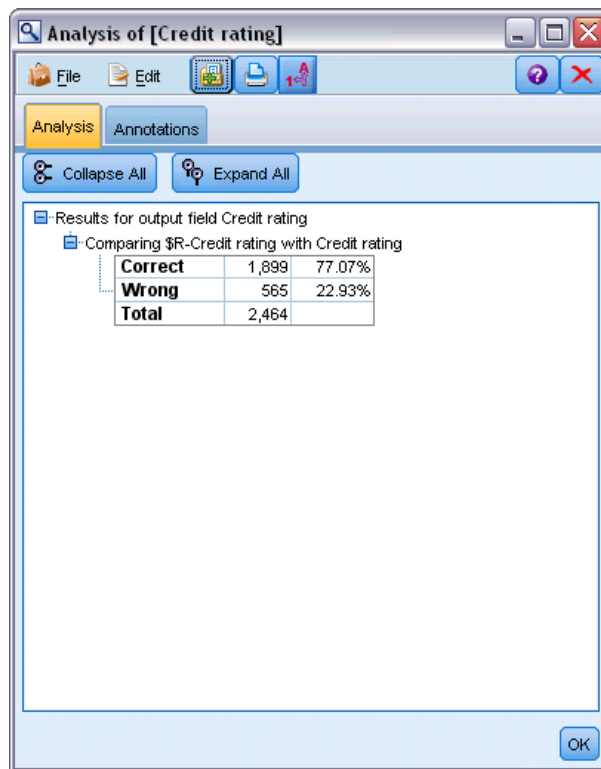 Analysis of [Credit rating]
File Edit
Analysis Annotations
Collapse All Expand All
Results for output field Credit rating
Comparing $R-Credit rating with Credit rating
Correct 1,899 77.07%
Wrong 565 22.93%
Total 2,464
OK